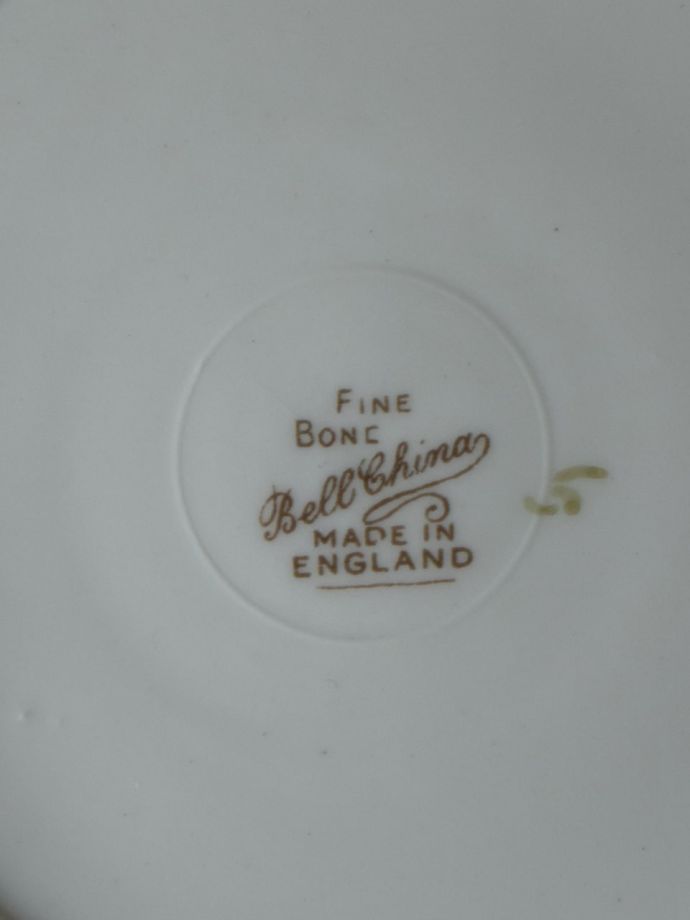 FINE
BONE
Bell China
MADE IN
ENGLAND
5